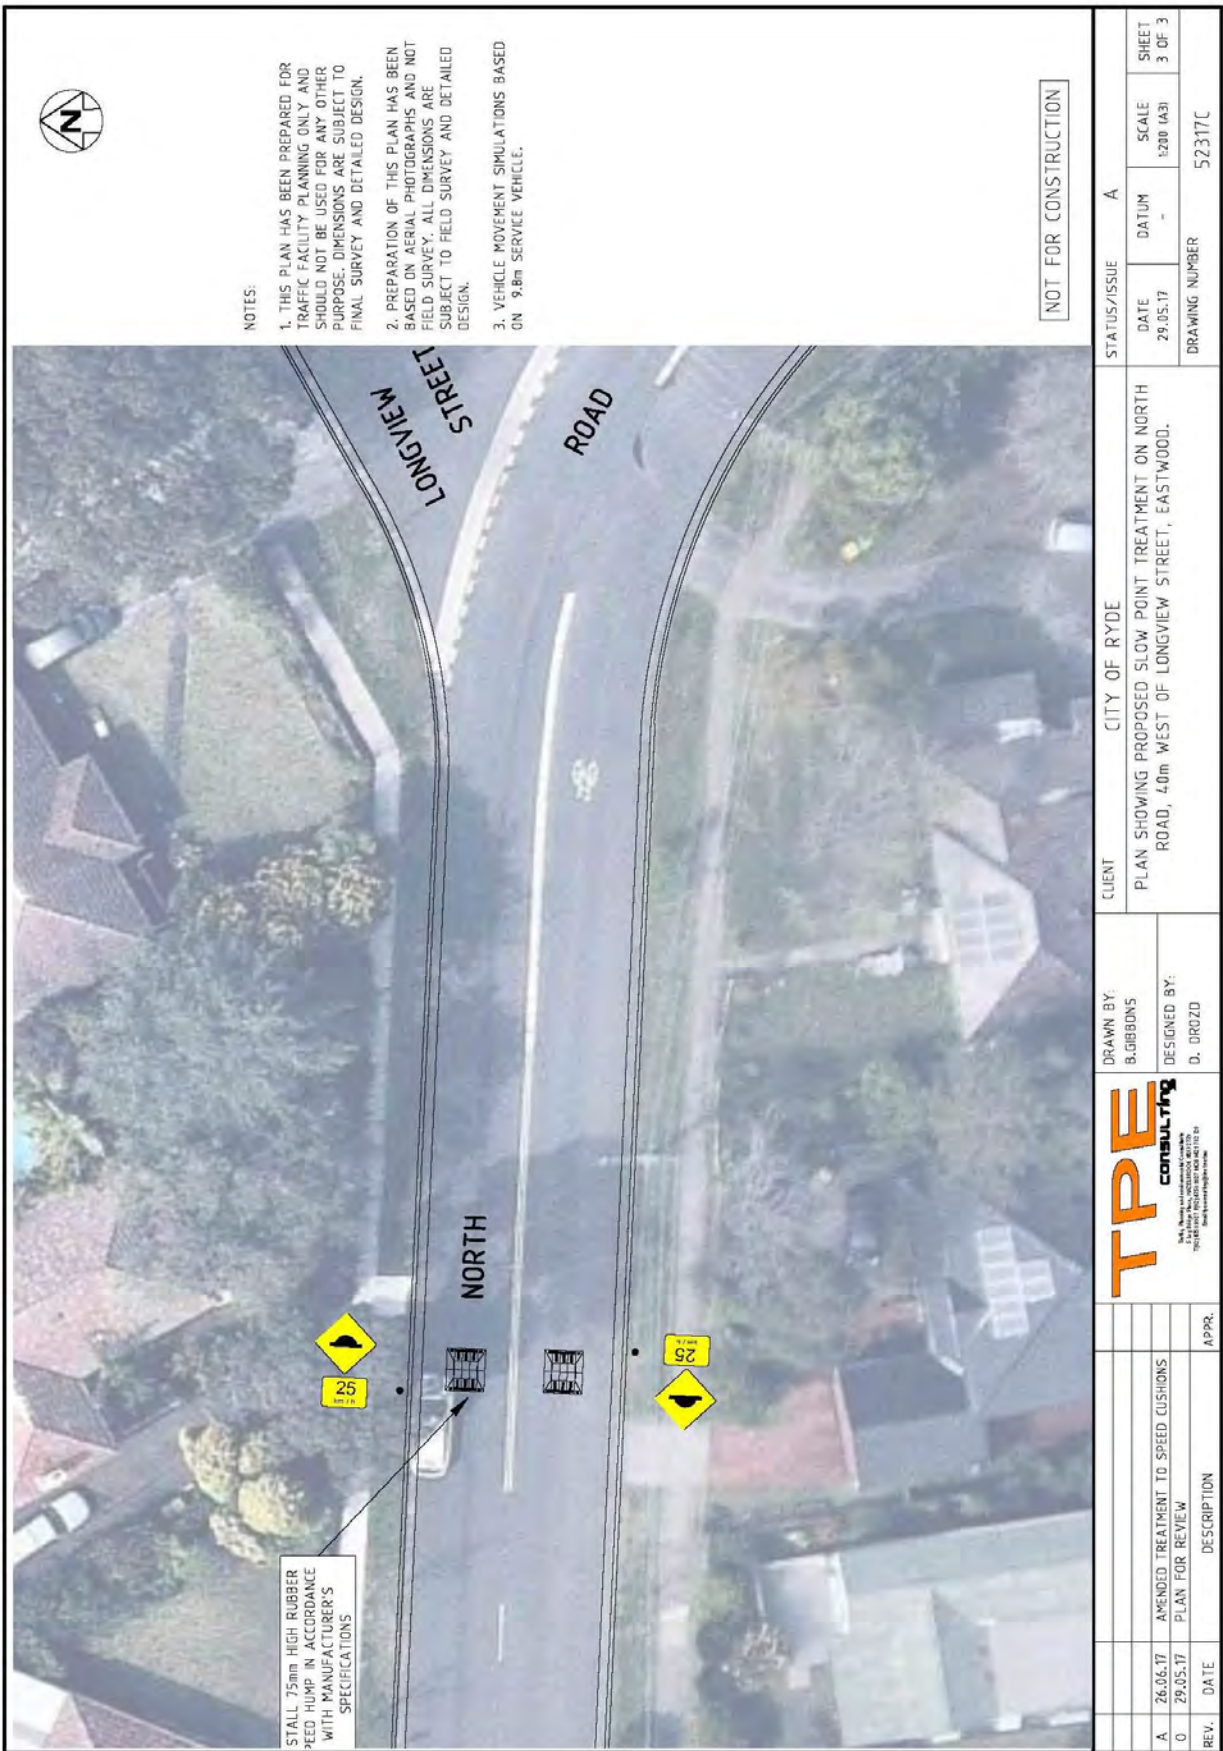 N
NOTES:
1. THIS PLAN HAS BEEN PREPARED FOR
TRAFFIC FACILITY PLANNING ONLY AND
SHOULD NOT BE USED FOR ANY OTHER
PURPOSE. DIMENSIONS ARE SUBJECT TO
FINAL SURVEY AND DETAILED DESIGN.
2. PREPARATION OF THIS PLAN HAS BEEN
BASED ON AERIAL PHOTOGRAPHS AND NOT
FIELD SURVEY. ALL DIMENSIONS ARE
SUBJECT TO FIELD SURVEY AND DETAILED
DESIGN.
3. VEHICLE MOVEMENT SIMULATIONS BASED
ON 9.8m SERVICE VEHICLE.
NOT FOR CONSTRUCTION
LONGVIEW
STREET
ROAD
NORTH
25
km / h
25
km / h
STALL 75mm HIGH RUBBER
PEED HUMP IN ACCORDANCE
WITH MANUFACTURER'S
SPECIFICATIONS
A 26.06.17 AMENDED TREATMENT TO SPEED CUSHIONS
O 29.05.17 PLAN FOR REVIEW
REV. DATE DESCRIPTION APPR.
TPE
CONSULTING
DRAWN BY:
B.GIBBONS
DESIGNED BY:
D. DROZD
CLIENT CITY OF RYDE
PLAN SHOWING PROPOSED SLOW POINT TREATMENT ON NORTH
ROAD, 40m WEST OF LONGVIEW STREET, EASTWOOD.
STATUS/ISSUE A
DATE DATUM SCALE SHEET
29.05.17 - 1:200 (A3) 3 OF 3
DRAWING NUMBER
52317C